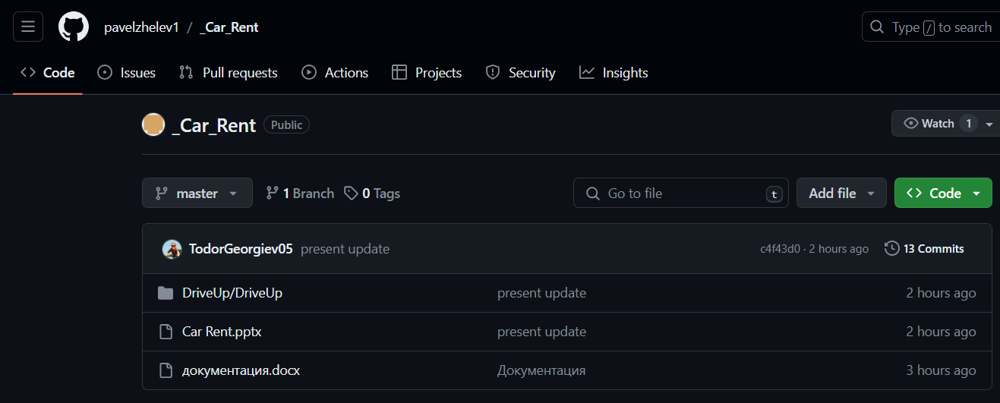 pavelzhelev1 / _Car_Rent Type / to search
Code Issues Pull requests Actions Projects Security Insights
_Car_Rent Public Watch 1
master 1 Branch 0 Tags Go to file t Add file Code
TodorGeorgiev05 present update c4f43d0 · 2 hours ago 13 Commits
DriveUp/DriveUp present update 2 hours ago
Car Rent.pptx present update 2 hours ago
документация.docx Документация 3 hours ago